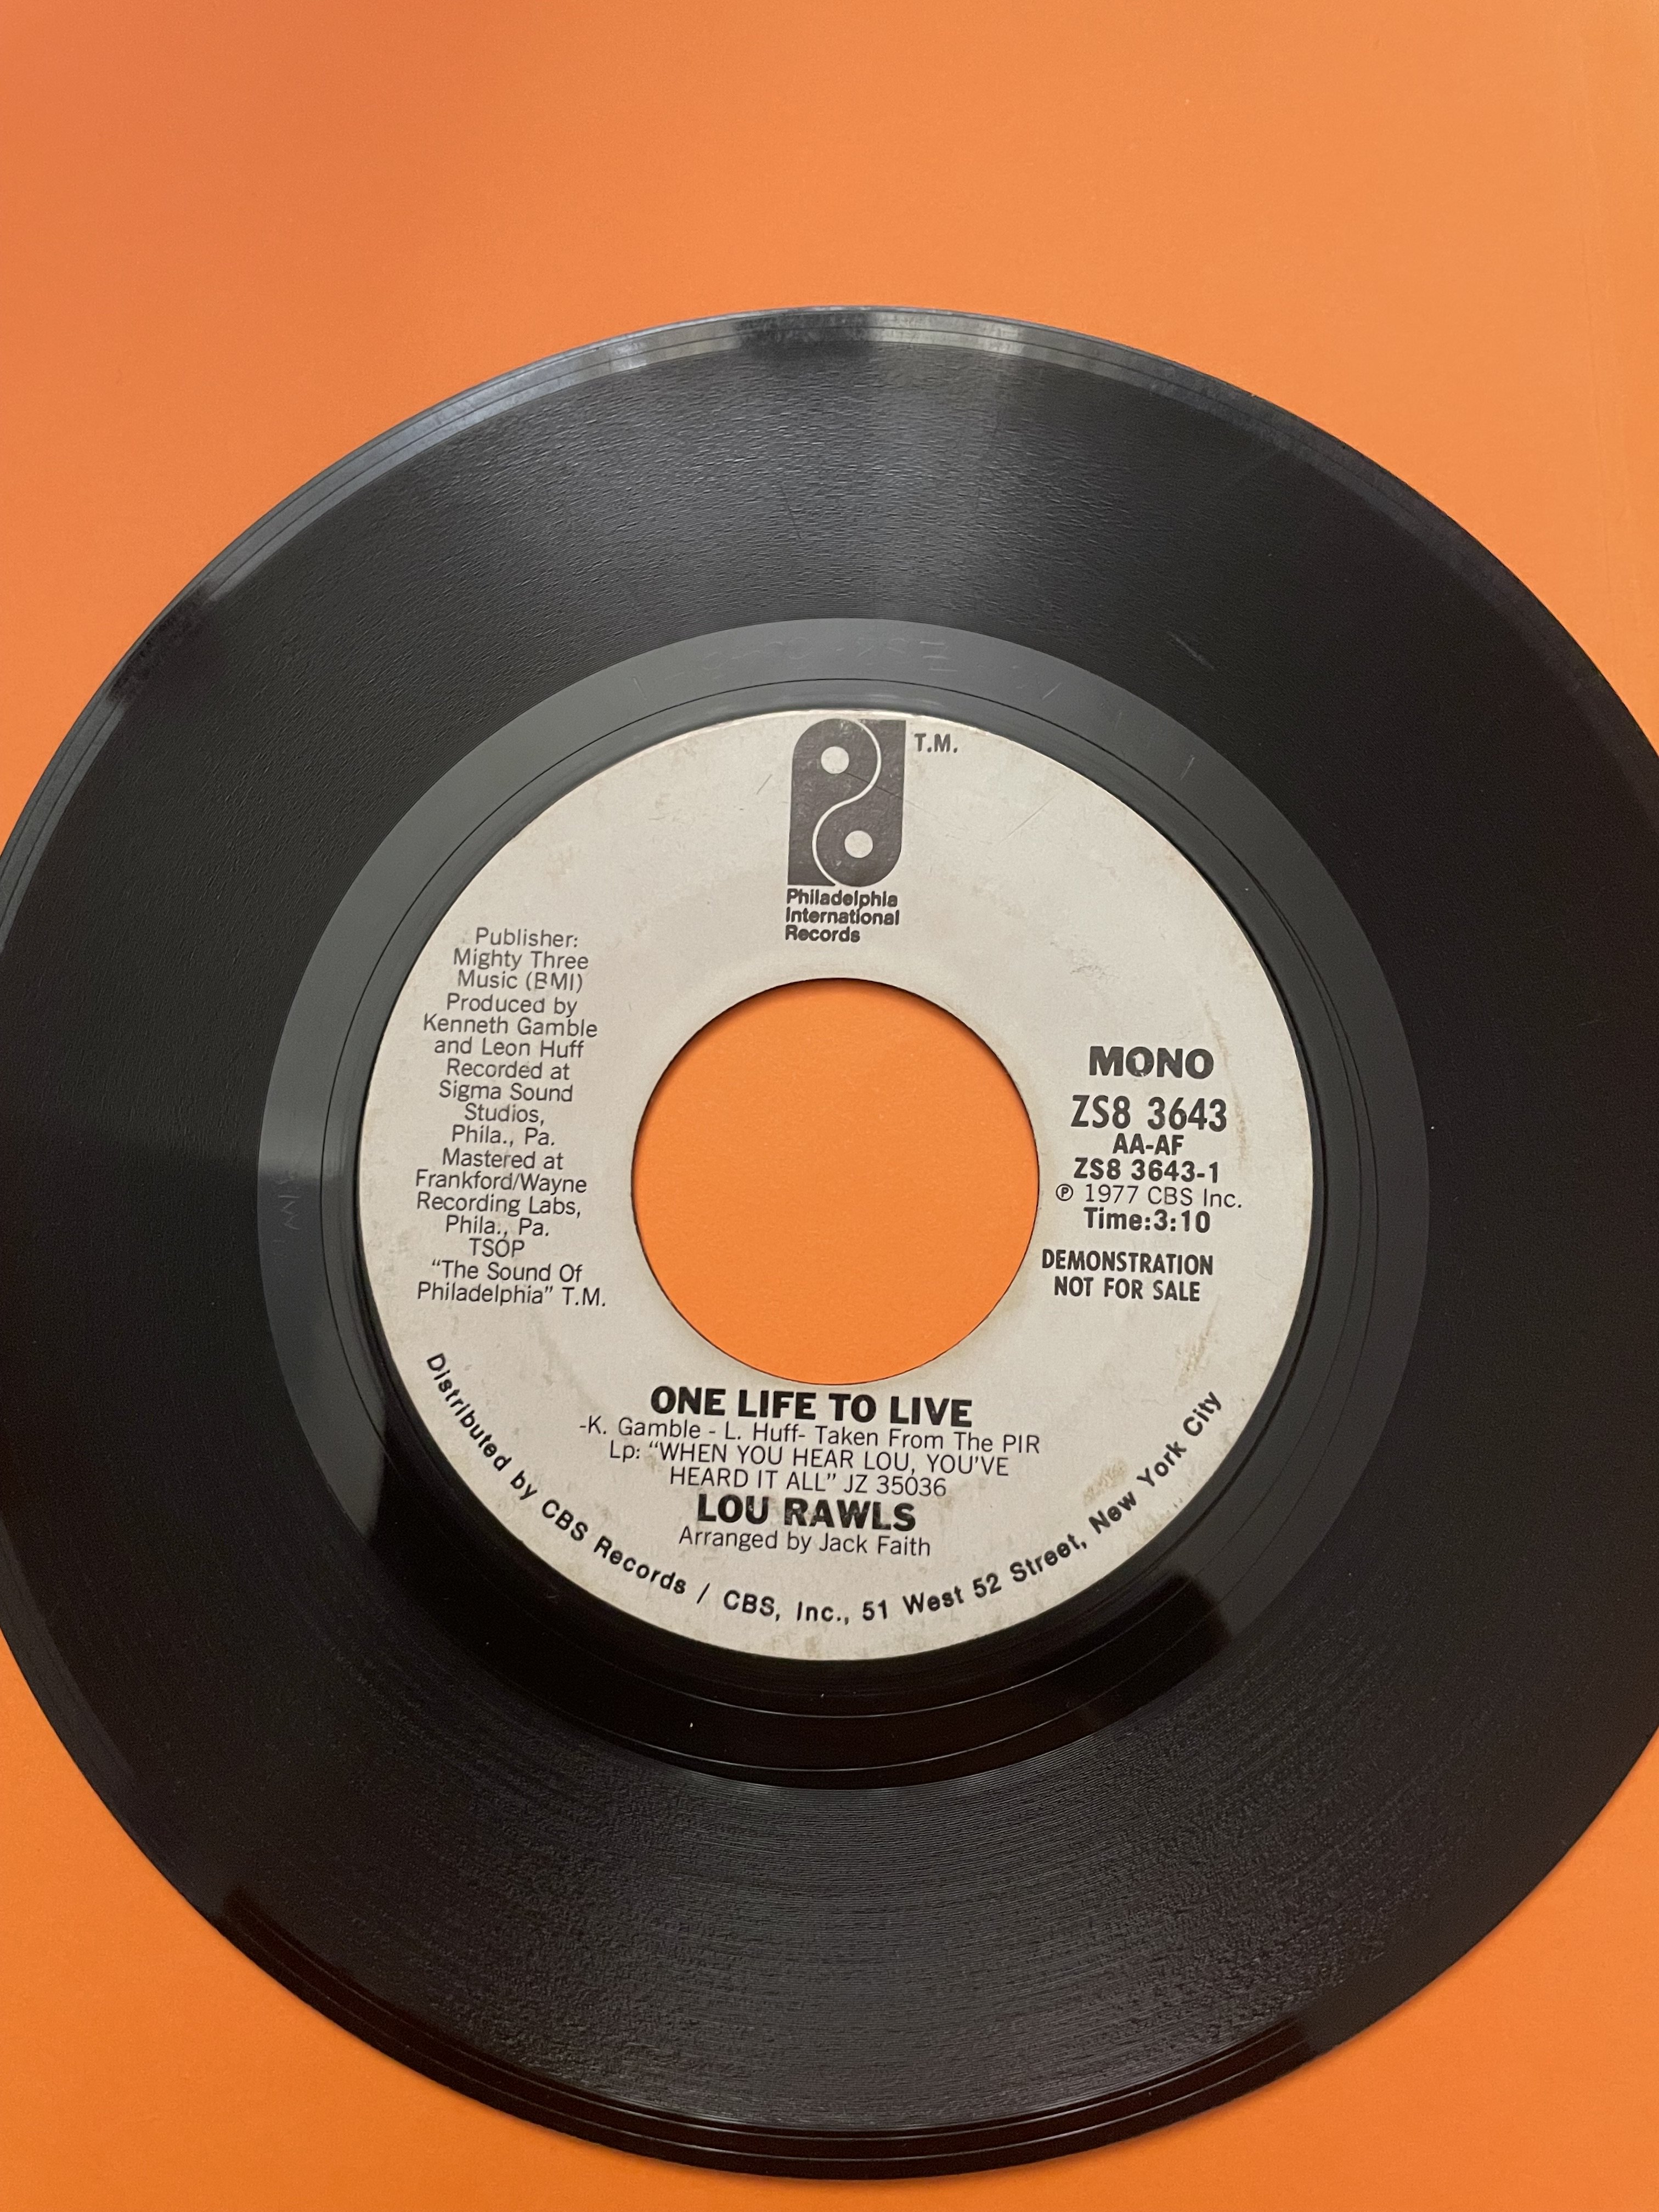 T.M.
Philadelphia
International
Records
Publisher:
Mighty Three
Music (BMI)
Produced by
Kenneth Gamble
and Leon Huff
Recorded at
Sigma Sound
Studios,
Phila., Pa.
Mastered at
Frankford/Wayne
Recording Labs,
Phila., Pa.
TSOP
“The Sound Of
Philadelphia” T.M.
MONO
ZS8 3643
AA-AF
ZS8 3643-1
℗ 1977 CBS Inc.
Time:3:10
DEMONSTRATION
NOT FOR SALE
ONE LIFE TO LIVE
-K. Gamble - L. Huff- Taken From The PIR
Lp: “WHEN YOU HEAR LOU, YOU'VE
HEARD IT ALL” JZ 35036
LOU RAWLS
Arranged by Jack Faith
Distributed by CBS Records / CBS, Inc., 51 West 52 Street, New York City